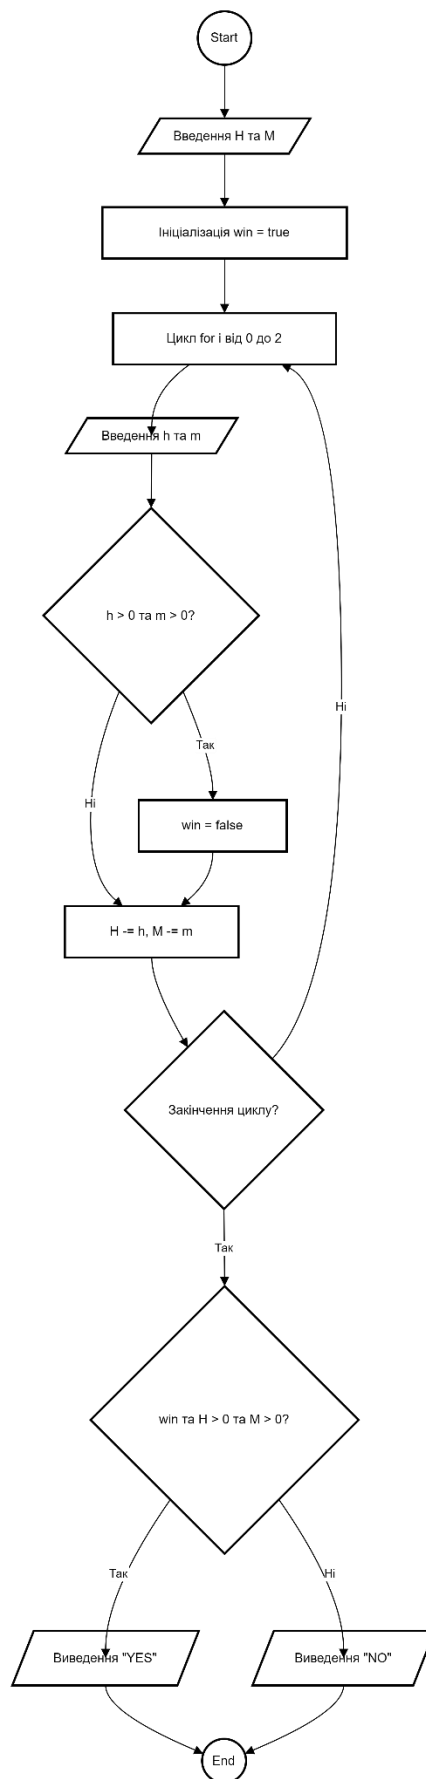 Start
Введення H та M
Ініціалізація win = true
Цикл for і від 0 до 2
Введення h та m
h > 0 та m > 0?
Ні
Так
Ні
win = false
H -= h, M -= m
Закінчення циклу?
Так
win та H > 0 та M > 0?
Так
Ні
Виведення "YES"
Виведення "NO"
End